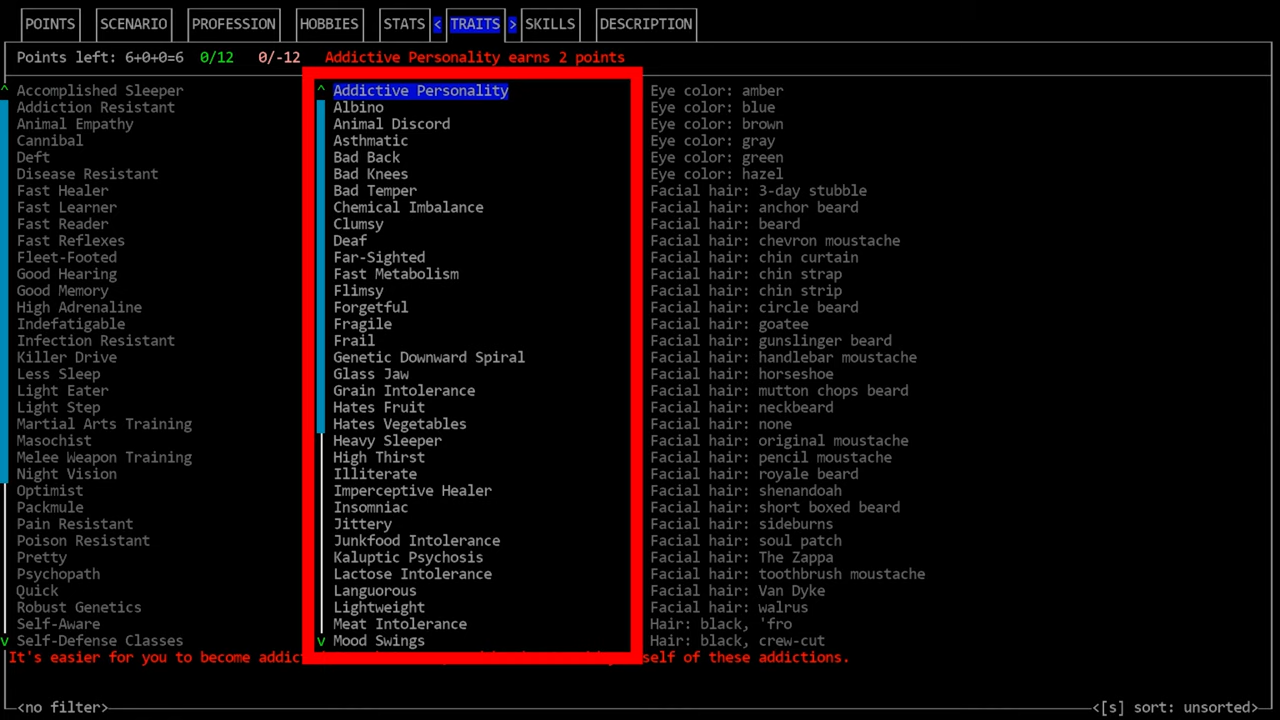 POINTS SCENARIO PROFESSION HOBBIES STATS < TRAITS > SKILLS DESCRIPTION
Points left: 6+0+0=6 0/12 0/-12 Addictive Personality earns 2 points
^ Accomplished Sleeper
Addiction Resistant
Animal Empathy
Cannibal
Deft
Disease Resistant
Fast Healer
Fast Learner
Fast Reader
Fast Reflexes
Fleet-Footed
Good Hearing
Good Memory
High Adrenaline
Indefatigable
Infection Resistant
Killer Drive
Less Sleep
Light Eater
Light Step
Martial Arts Training
Masochist
Melee Weapon Training
Night Vision
Optimist
Packmule
Pain Resistant
Poison Resistant
Pretty
Psychopath
Quick
Robust Genetics
Self-Aware
v Self-Defense Classes
^ Addictive Personality
Albino
Animal Discord
Asthmatic
Bad Back
Bad Knees
Bad Temper
Chemical Imbalance
Clumsy
Deaf
Far-Sighted
Fast Metabolism
Flimsy
Forgetful
Fragile
Frail
Genetic Downward Spiral
Glass Jaw
Grain Intolerance
Hates Fruit
Hates Vegetables
Heavy Sleeper
High Thirst
Illiterate
Imperceptive Healer
Insomniac
Jittery
Junkfood Intolerance
Kaluptic Psychosis
Lactose Intolerance
Languorous
Lightweight
Meat Intolerance
v Mood Swings
Eye color: amber
Eye color: blue
Eye color: brown
Eye color: gray
Eye color: green
Eye color: hazel
Facial hair: 3-day stubble
Facial hair: anchor beard
Facial hair: beard
Facial hair: chevron moustache
Facial hair: chin curtain
Facial hair: chin strap
Facial hair: chin strip
Facial hair: circle beard
Facial hair: goatee
Facial hair: gunslinger beard
Facial hair: handlebar moustache
Facial hair: horseshoe
Facial hair: mutton chops beard
Facial hair: neckbeard
Facial hair: none
Facial hair: original moustache
Facial hair: pencil moustache
Facial hair: royale beard
Facial hair: shenandoah
Facial hair: short boxed beard
Facial hair: sideburns
Facial hair: soul patch
Facial hair: The Zappa
Facial hair: toothbrush moustache
Facial hair: Van Dyke
Facial hair: walrus
Hair: black, 'fro
Hair: black, crew-cut
It's easier for you to become self of these addictions.
<no filter> <[s] sort: unsorted>